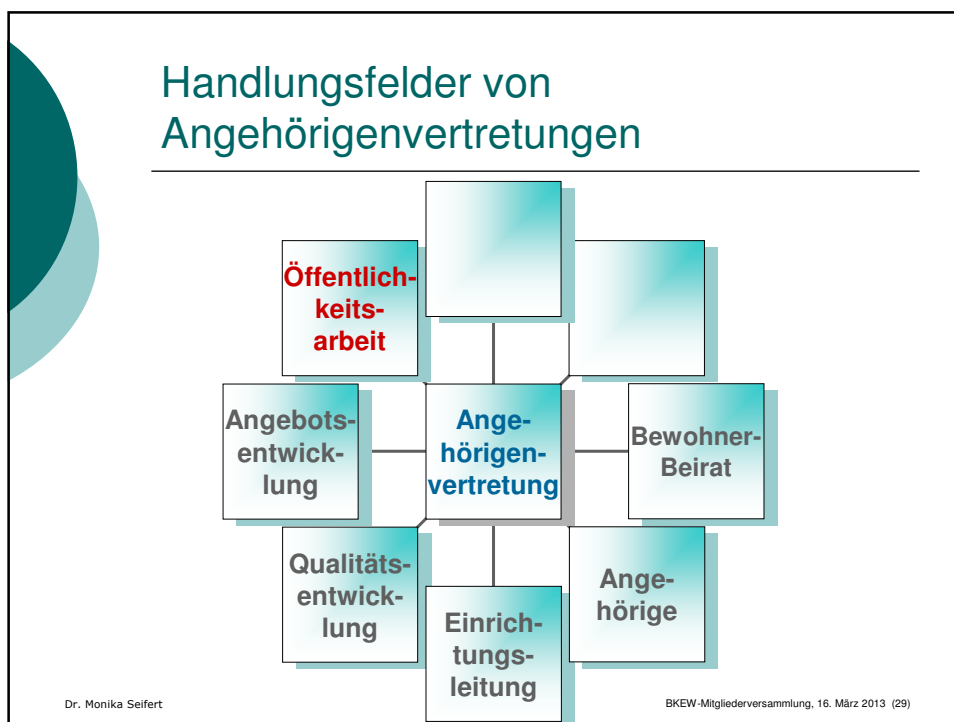 Handlungsfelder von
Angehörigenvertretungen
Öffentlich-
keits-
arbeit
Angebots-
entwick-
lung
Ange-
hörigen-
vertretung
Bewohner-
Beirat
Qualitäts-
entwick-
lung
Ange-
hörige
Einrich-
tungs-
leitung
Dr. Monika Seifert
BKEW-Mitgliederversammlung, 16. März 2013 (29)